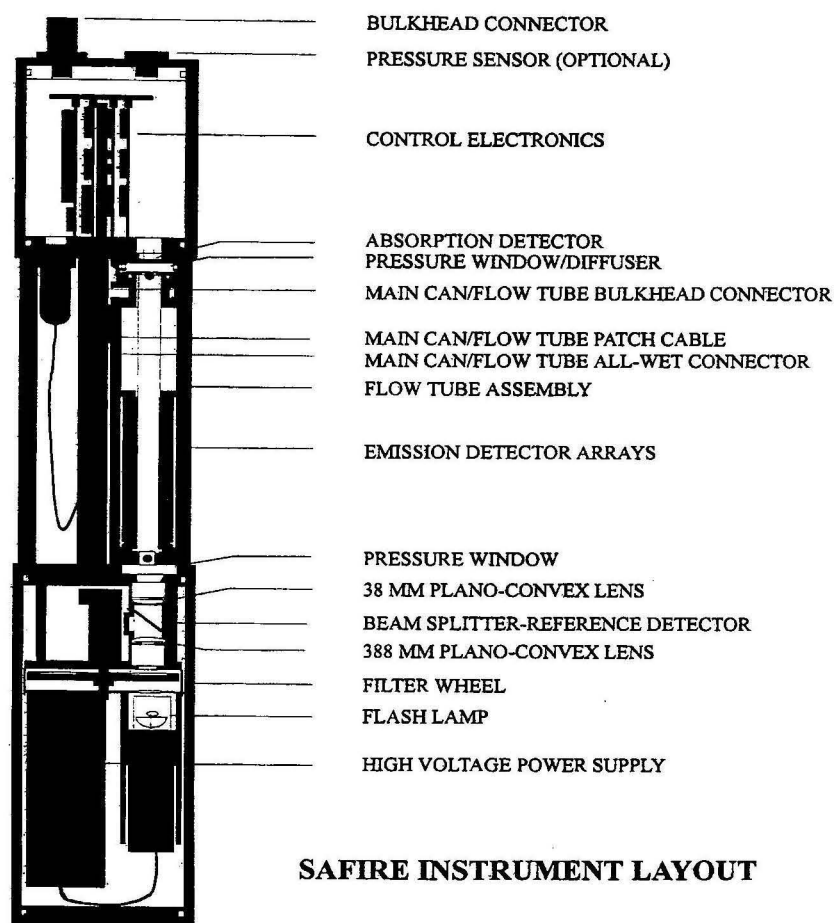 BULKHEAD CONNECTOR
PRESSURE SENSOR (OPTIONAL)
CONTROL ELECTRONICS
ABSORPTION DETECTOR
PRESSURE WINDOW/DIFFUSER
MAIN CAN/FLOW TUBE BULKHEAD CONNECTOR
MAIN CAN/FLOW TUBE PATCH CABLE
MAIN CAN/FLOW TUBE ALL-WET CONNECTOR
FLOW TUBE ASSEMBLY
EMISSION DETECTOR ARRAYS
PRESSURE WINDOW
38 MM PLANO-CONVEX LENS
BEAM SPLITTER-REFERENCE DETECTOR
388 MM PLANO-CONVEX LENS
FILTER WHEEL
FLASH LAMP
HIGH VOLTAGE POWER SUPPLY
SAFIRE INSTRUMENT LAYOUT